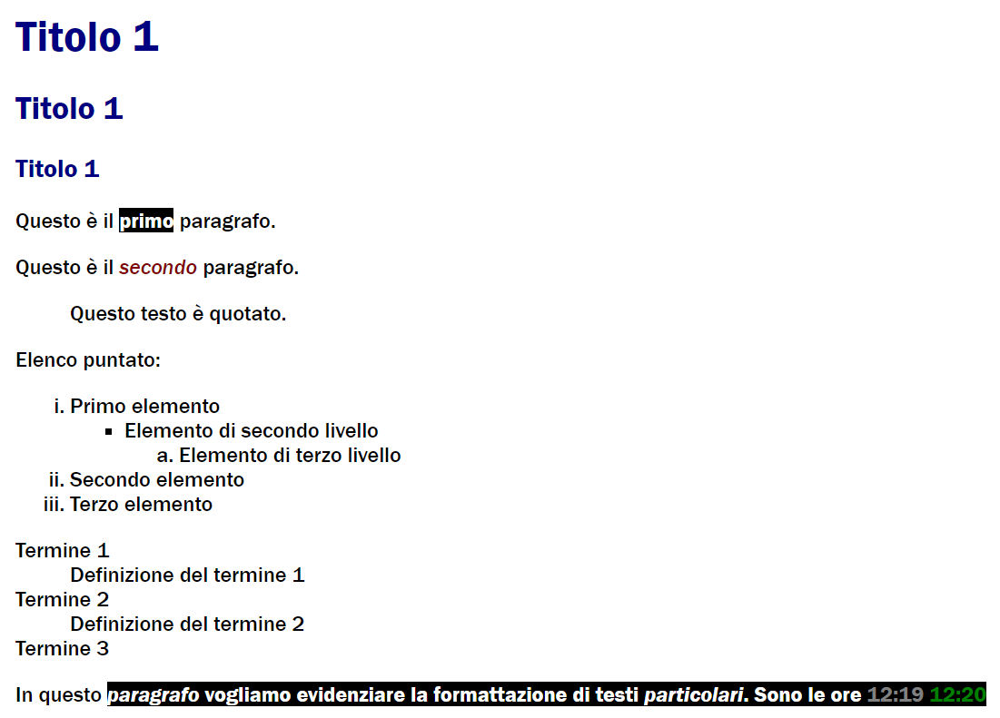 Titolo 1
Titolo 1
Titolo 1
Questo è il primo paragrafo.
Questo è il secondo paragrafo.
Questo testo è quotato.
Elenco puntato:
i. Primo elemento
▪ Elemento di secondo livello
a. Elemento di terzo livello
ii. Secondo elemento
iii. Terzo elemento
Termine 1
Definizione del termine 1
Termine 2
Definizione del termine 2
Termine 3
In questo paragrafo vogliamo evidenziare la formattazione di testi particolari. Sono le ore 12:19 12:20